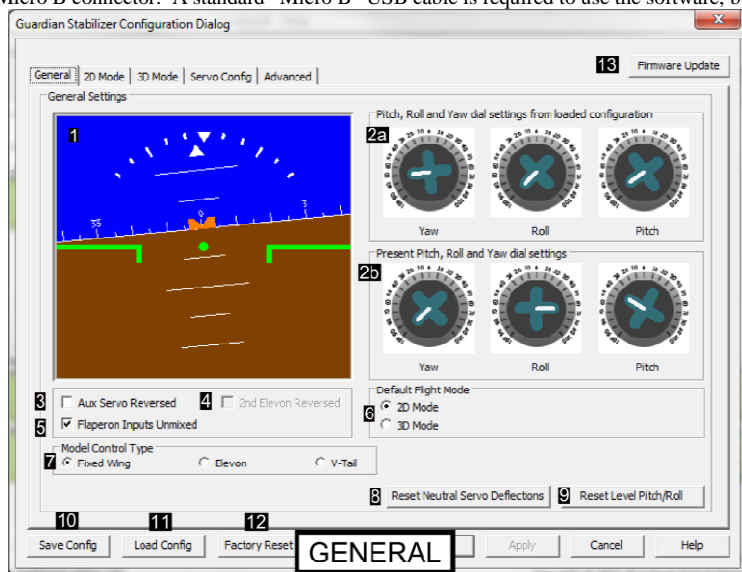 Micro B connector. A standard "Micro B" USB cable is required to use the software, b
Guardian Stabilizer Configuration Dialog
13 Firmware Update
General 2D Mode 3D Mode Servo Config Advanced
General Settings
1
Pitch, Roll and Yaw dial settings from loaded configuration
2a
Yaw Roll Pitch
Present Pitch, Roll and Yaw dial settings
2b
Yaw Roll Pitch
3 Aux Servo Reversed 4 2nd Elevon Reversed
5 Flaperon Inputs Unmixed
Default Flight Mode
6 2D Mode
3D Mode
Model Control Type
7 Fixed Wing Elevon V-Tail
8 Reset Neutral Servo Deflections 9 Reset Level Pitch/Roll
10 11 12
Save Config Load Config Factory Reset GENERAL Apply Cancel Help